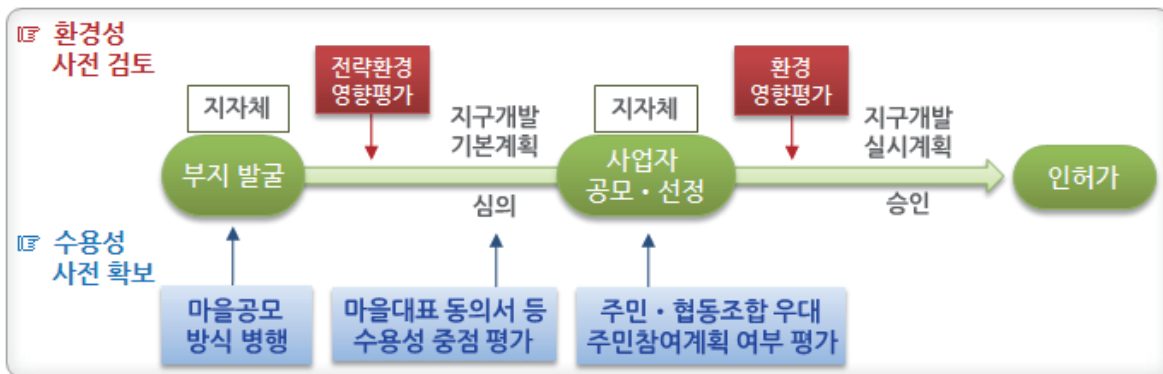 ☞ 환경성
사전 검토
전략환경
영향평가
환경
영향평가
지자체
지구개발
기본계획
지자체
지구개발
실시계획
부지 발굴
사업자
공모・선정
인허가
심의
승인
☞ 수용성
사전 확보
마을공모
방식 병행
마을대표 동의서 등
수용성 중점 평가
주민・협동조합 우대
주민참여계획 여부 평가